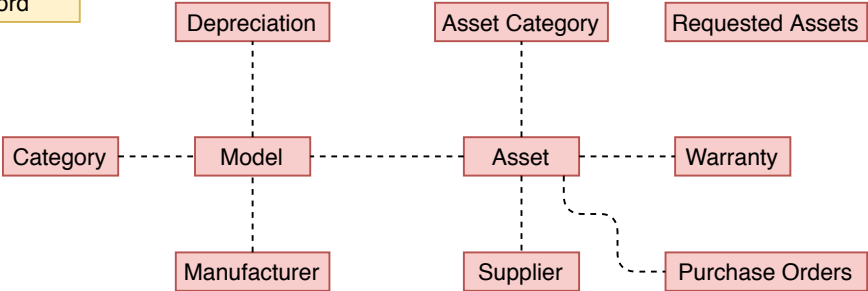 Depreciation
Asset Category
Requested Assets
Category
Model
Asset
Warranty
Manufacturer
Supplier
Purchase Orders